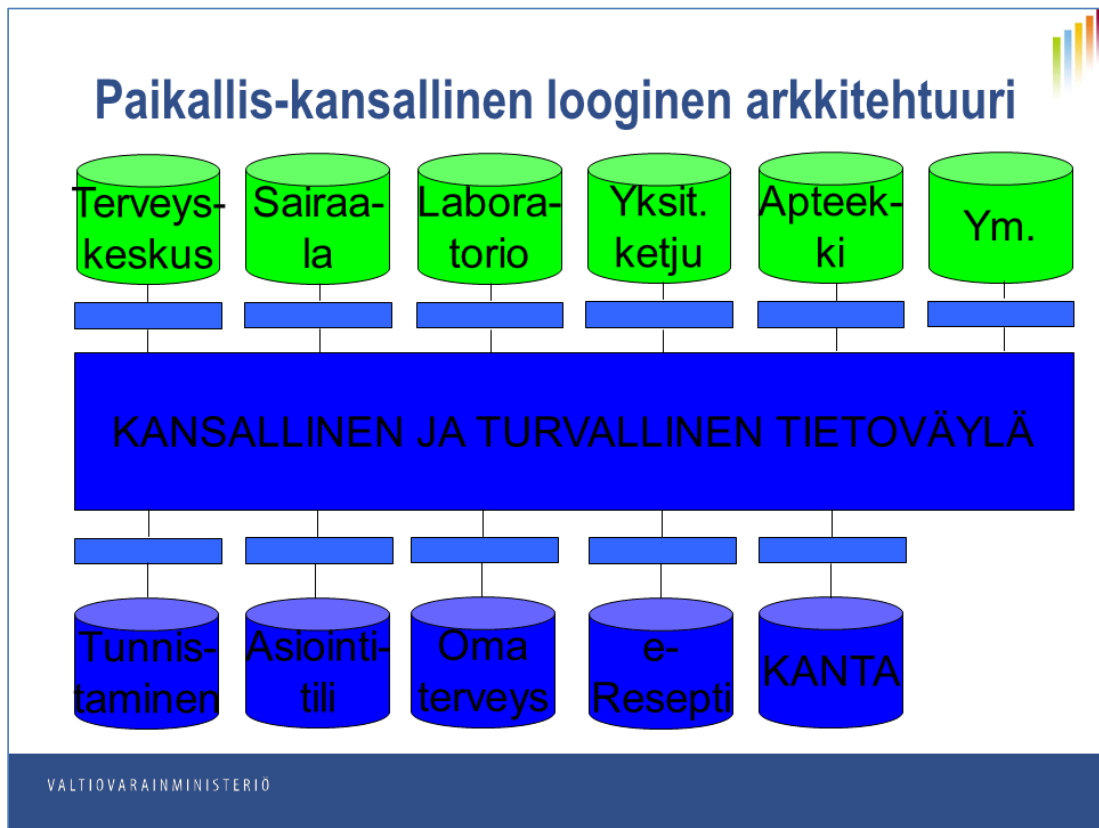 Paikallis-kansallinen looginen arkkitehtuuri
Terveys-
keskus
Sairaa-
la
Labora-
torio
Yksit.
ketju
Apteek-
ki
Ym.
KANSALLINEN JA TURVALLINEN TIETOVÄYLÄ
Tunnis-
taminen
Asiointi-
tili
Oma
terveys
e-
Resepti
KANTA
VALTIOVARAINMINISTERIÖ